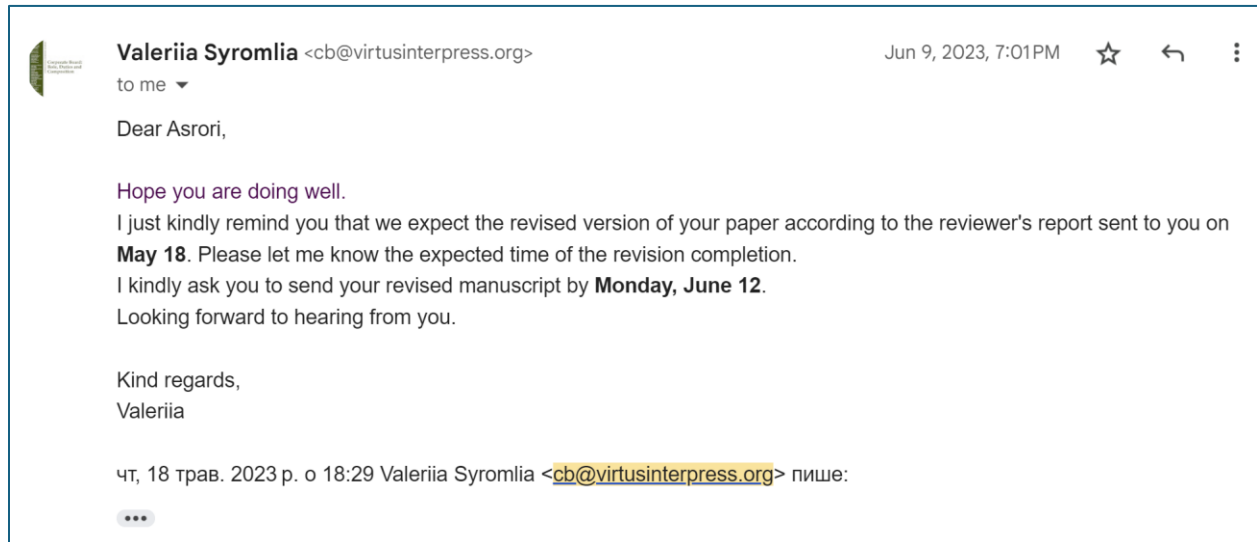 Valeriia Syromlia <cb@virtusinterpress.org>
Jun 9, 2023, 7:01 PM
to me
Dear Asrori,
Hope you are doing well.
I just kindly remind you that we expect the revised version of your paper according to the reviewer's report sent to you on
May 18. Please let me know the expected time of the revision completion.
I kindly ask you to send your revised manuscript by Monday, June 12.
Looking forward to hearing from you.
Kind regards,
Valeriia
чт, 18 трав. 2023 р. о 18:29 Valeriia Syromlia <cb@virtusinterpress.org> пише: